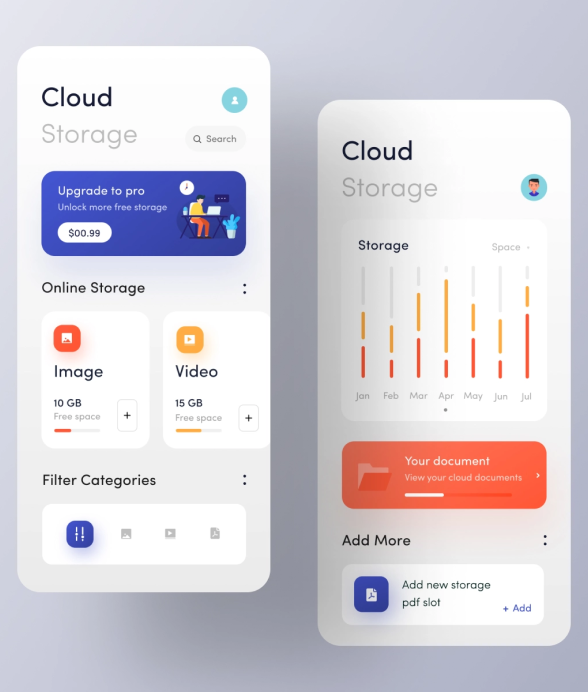 Cloud
Storage
Search
Upgrade to pro
Unlock more free storage
$00.99
Online Storage
Image
10 GB
Free space
+
Video
15 GB
Free space
+
Filter Categories
Cloud
Storage
Storage
Space
Jan Feb Mar Apr May Jun Jul
Your document
View your cloud documents
Add More
Add new storage
pdf slot
+ Add